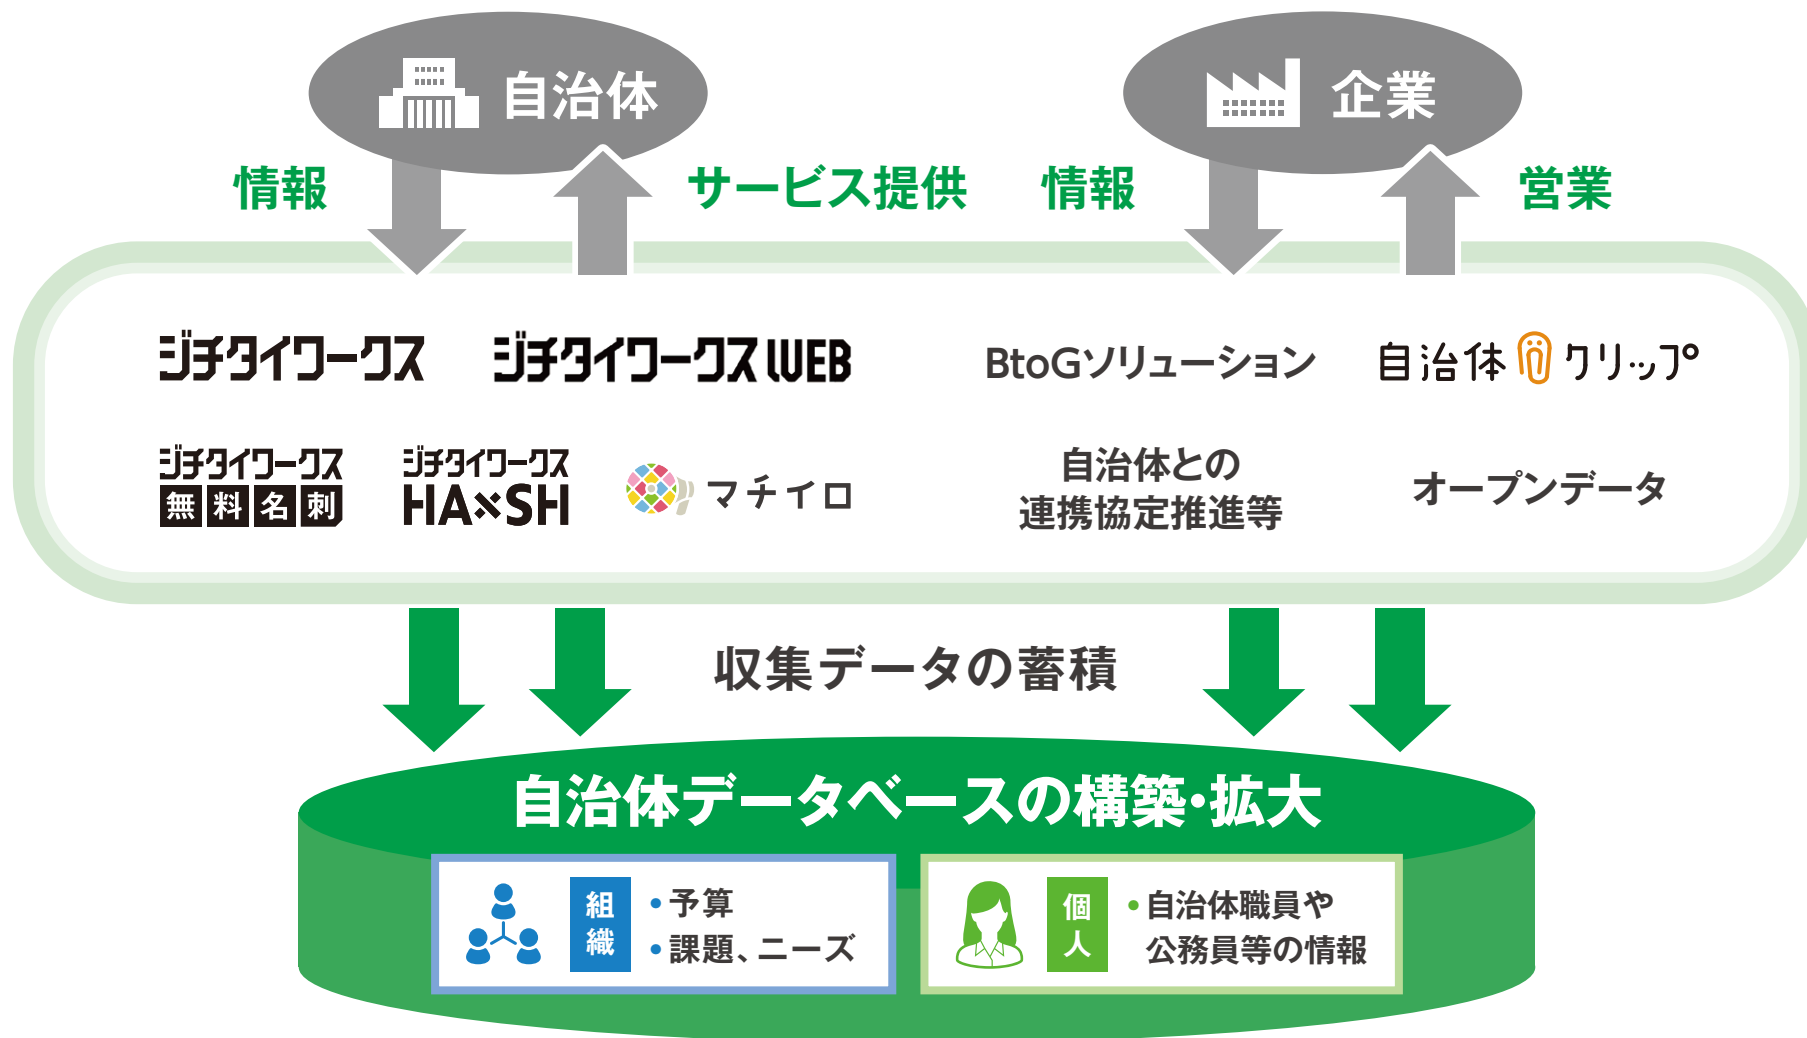 自治体
企業
情報
サービス提供
情報
営業
ジチタイワークス
ジチタイワークスWEB
BtoGソリューション
自治体クリップ
ジチタイワークス
無料名刺
ジチタイワークス
HA×SH
マチイロ
自治体との
連携協定推進等
オープンデータ
収集データの蓄積
自治体データベースの構築・拡大
組織
・予算
・課題、ニーズ
個人
・自治体職員や
公務員等の情報